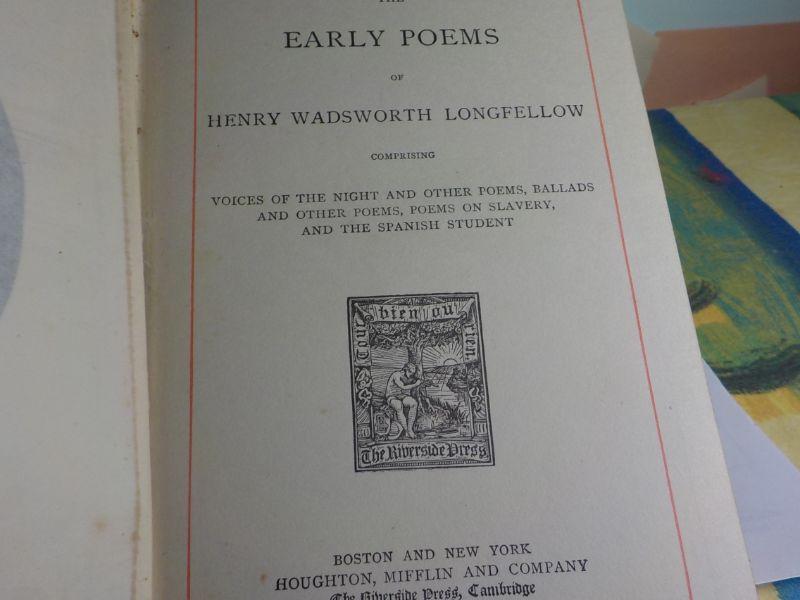 THE
EARLY POEMS
OF
HENRY WADSWORTH LONGFELLOW
COMPRISING
VOICES OF THE NIGHT AND OTHER POEMS, BALLADS
AND OTHER POEMS, POEMS ON SLAVERY,
AND THE SPANISH STUDENT
Tout bien ou rien.
The Riverside Press
BOSTON AND NEW YORK
HOUGHTON, MIFFLIN AND COMPANY
The Riverside Press, Cambridge